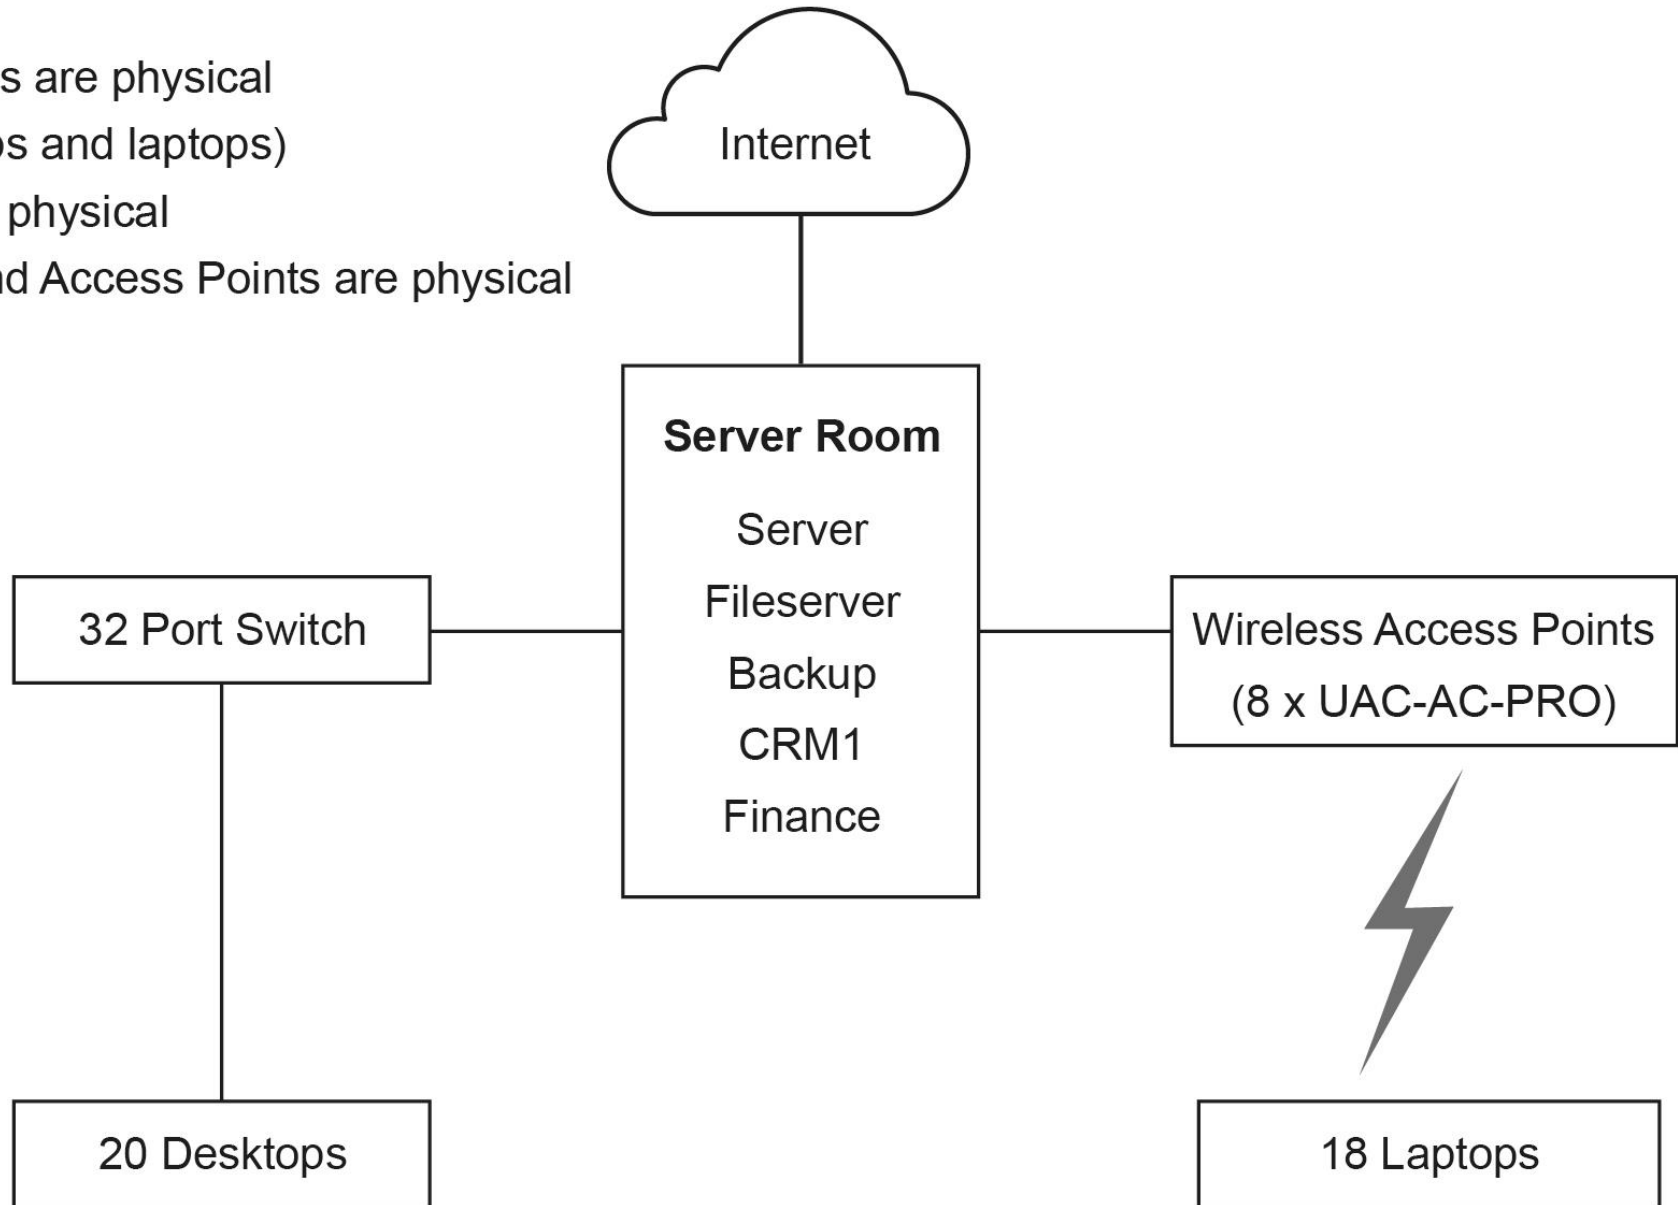 s are physical
s and laptops)
physical
d Access Points are physical
Internet
Server Room
Server
Fileserver
Backup
CRM1
Finance
32 Port Switch
Wireless Access Points
(8 x UAC-AC-PRO)
20 Desktops
18 Laptops